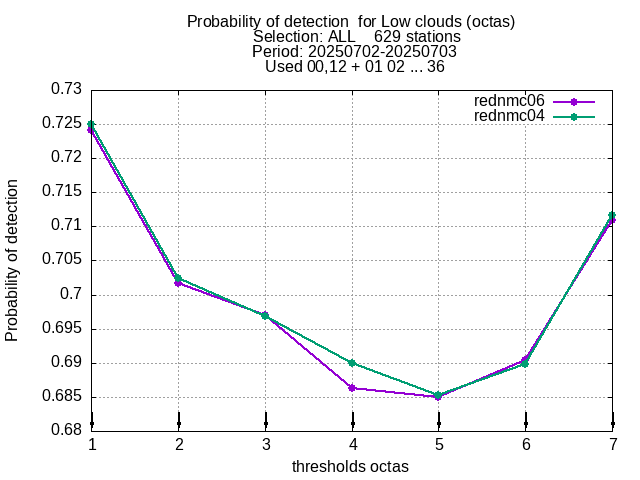 Probability of detection  for Low clouds (octas)
Selection: ALL    629 stations
Period: 20250702-20250703
Used 00,12 + 01 02 ... 36
rednmc06
rednmc04
0.73
0.725
0.72
0.715
0.71
0.705
0.7
0.695
0.69
0.685
0.68
Probability of detection
1 2 3 4 5 6 7
thresholds octas